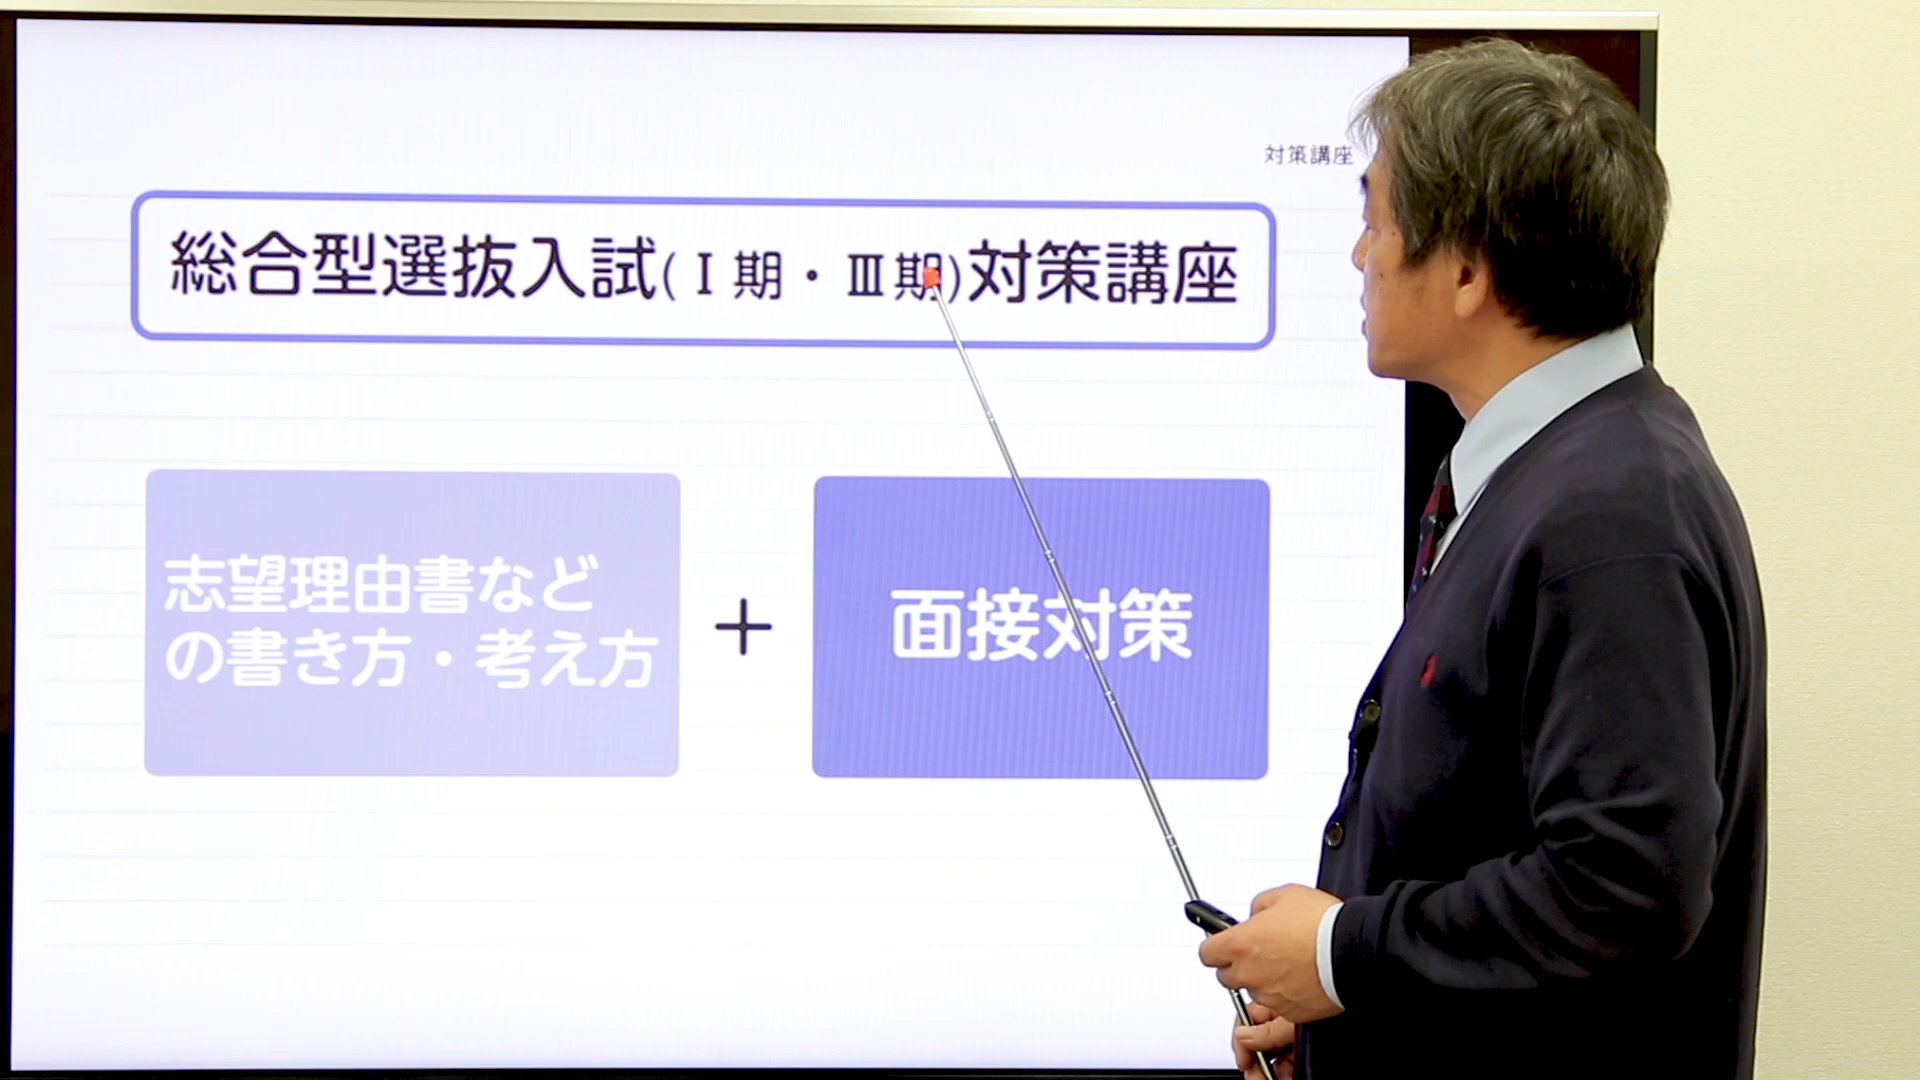 対策講座
総合型選抜入試(Ⅰ期・Ⅲ期)対策講座
志望理由書など
の書き方・考え方
+
面接対策